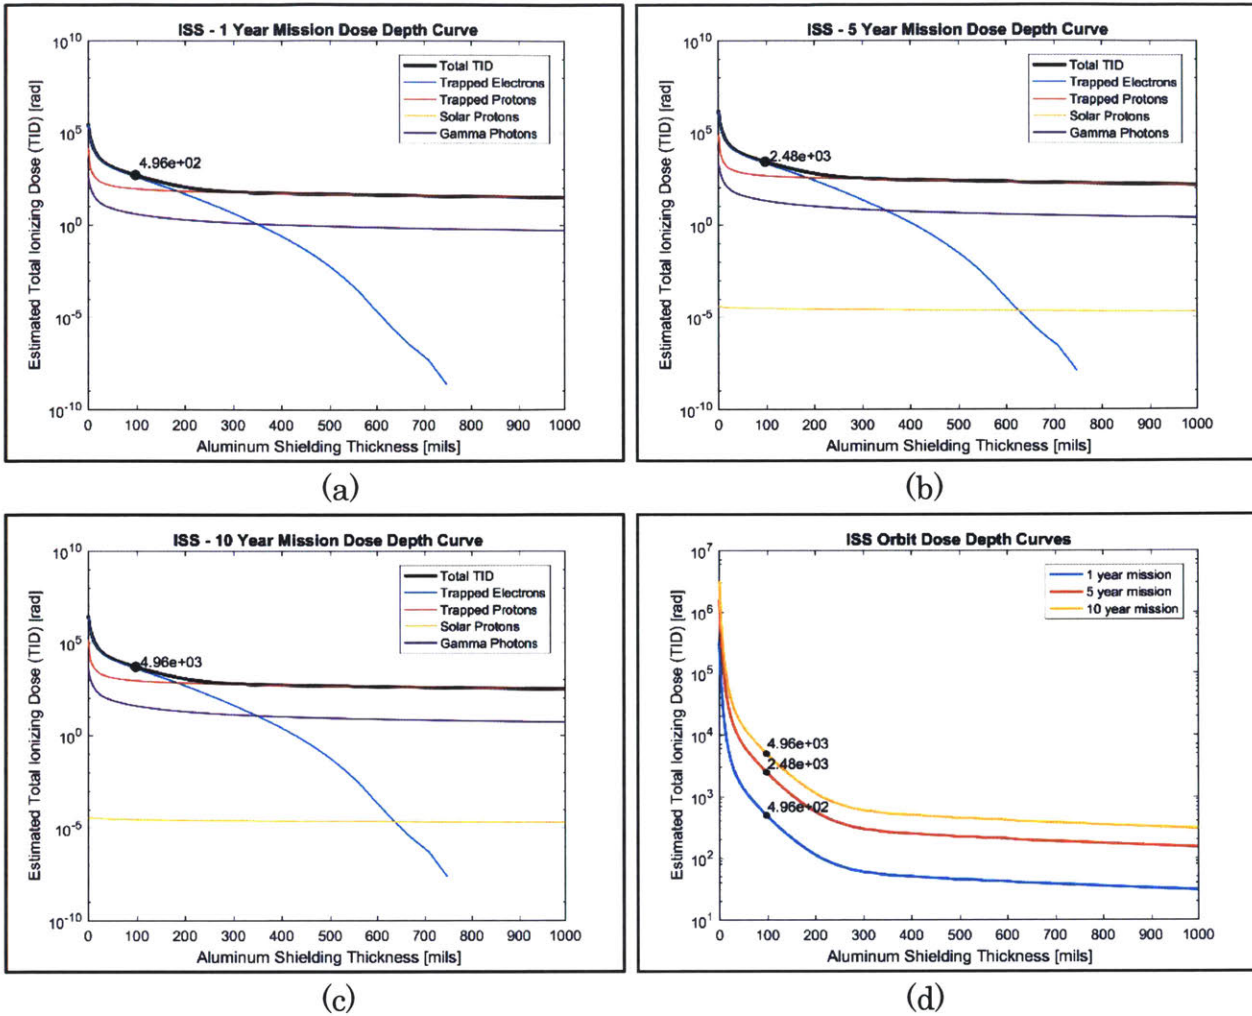 ISS - 1 Year Mission Dose Depth Curve
Estimated Total Ionizing Dose (TID) [rad]
10^10
10^5
10^0
10^-5
10^-10
Total TID
Trapped Electrons
Trapped Protons
Solar Protons
Gamma Photons
4.96e+02
0 100 200 300 400 500 600 700 800 900 1000
Aluminum Shielding Thickness [mils]
(a)
ISS - 5 Year Mission Dose Depth Curve
Estimated Total Ionizing Dose (TID) [rad]
10^10
10^5
10^0
10^-5
10^-10
Total TID
Trapped Electrons
Trapped Protons
Solar Protons
Gamma Photons
2.48e+03
0 100 200 300 400 500 600 700 800 900 1000
Aluminum Shielding Thickness [mils]
(b)
ISS - 10 Year Mission Dose Depth Curve
Estimated Total Ionizing Dose (TID) [rad]
10^10
10^5
10^0
10^-5
10^-10
Total TID
Trapped Electrons
Trapped Protons
Solar Protons
Gamma Photons
4.96e+03
0 100 200 300 400 500 600 700 800 900 1000
Aluminum Shielding Thickness [mils]
(c)
ISS Orbit Dose Depth Curves
Estimated Total Ionizing Dose (TID) [rad]
10^7
10^6
10^5
10^4
10^3
10^2
10^1
1 year mission
5 year mission
10 year mission
4.96e+03
2.48e+03
4.96e+02
0 100 200 300 400 500 600 700 800 900 1000
Aluminum Shielding Thickness [mils]
(d)